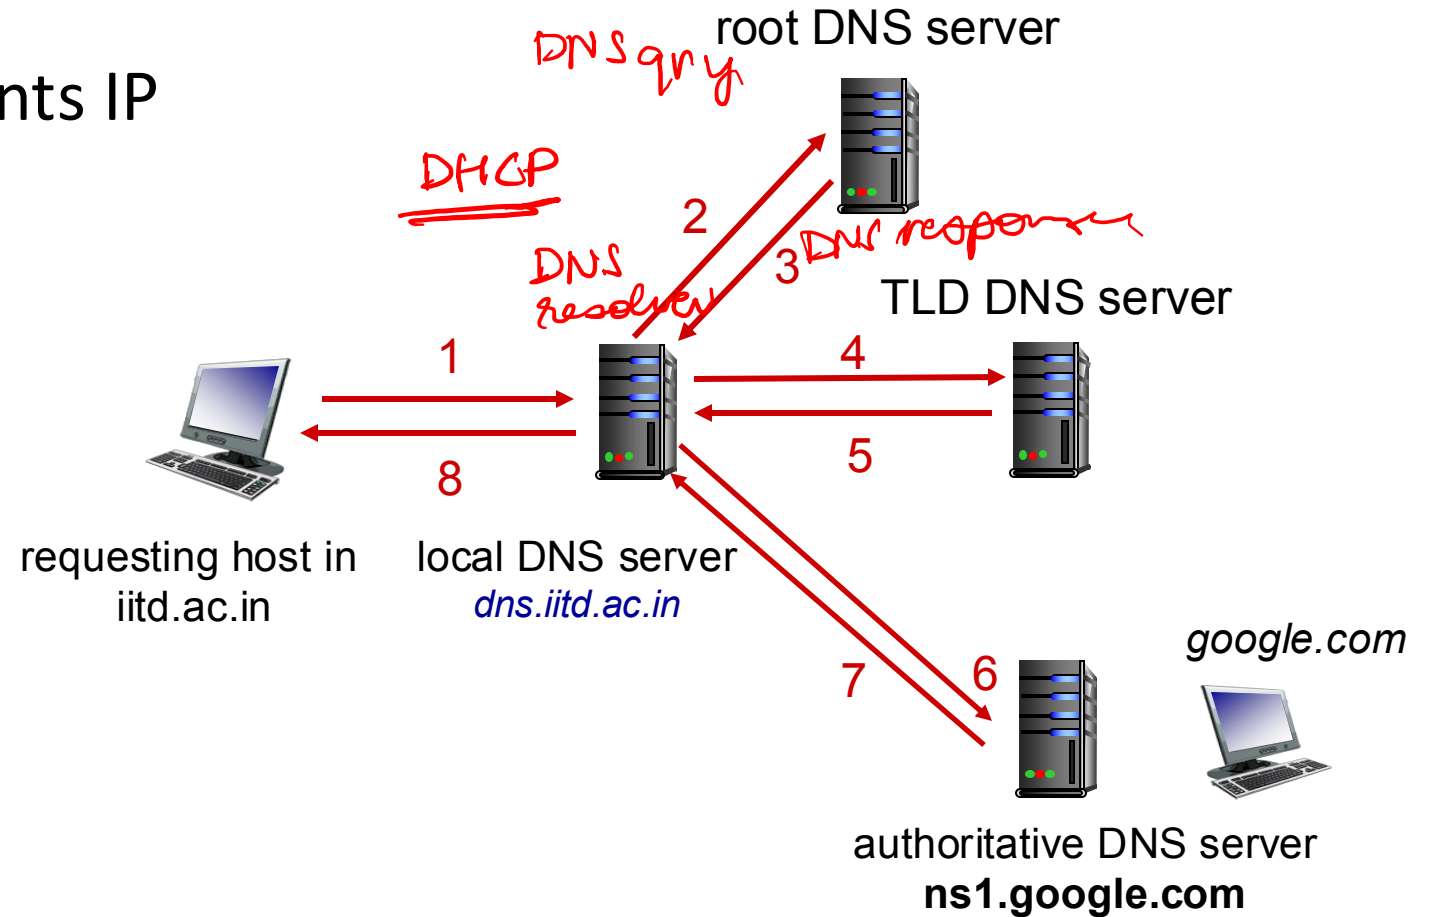 root DNS server
DNS qry
nts IP
DHCP
2
3
DNS response
DNS
resolver
TLD DNS server
1
4
5
8
requesting host in
iitd.ac.in
local DNS server
dns.iitd.ac.in
google.com
7
6
authoritative DNS server
ns1.google.com